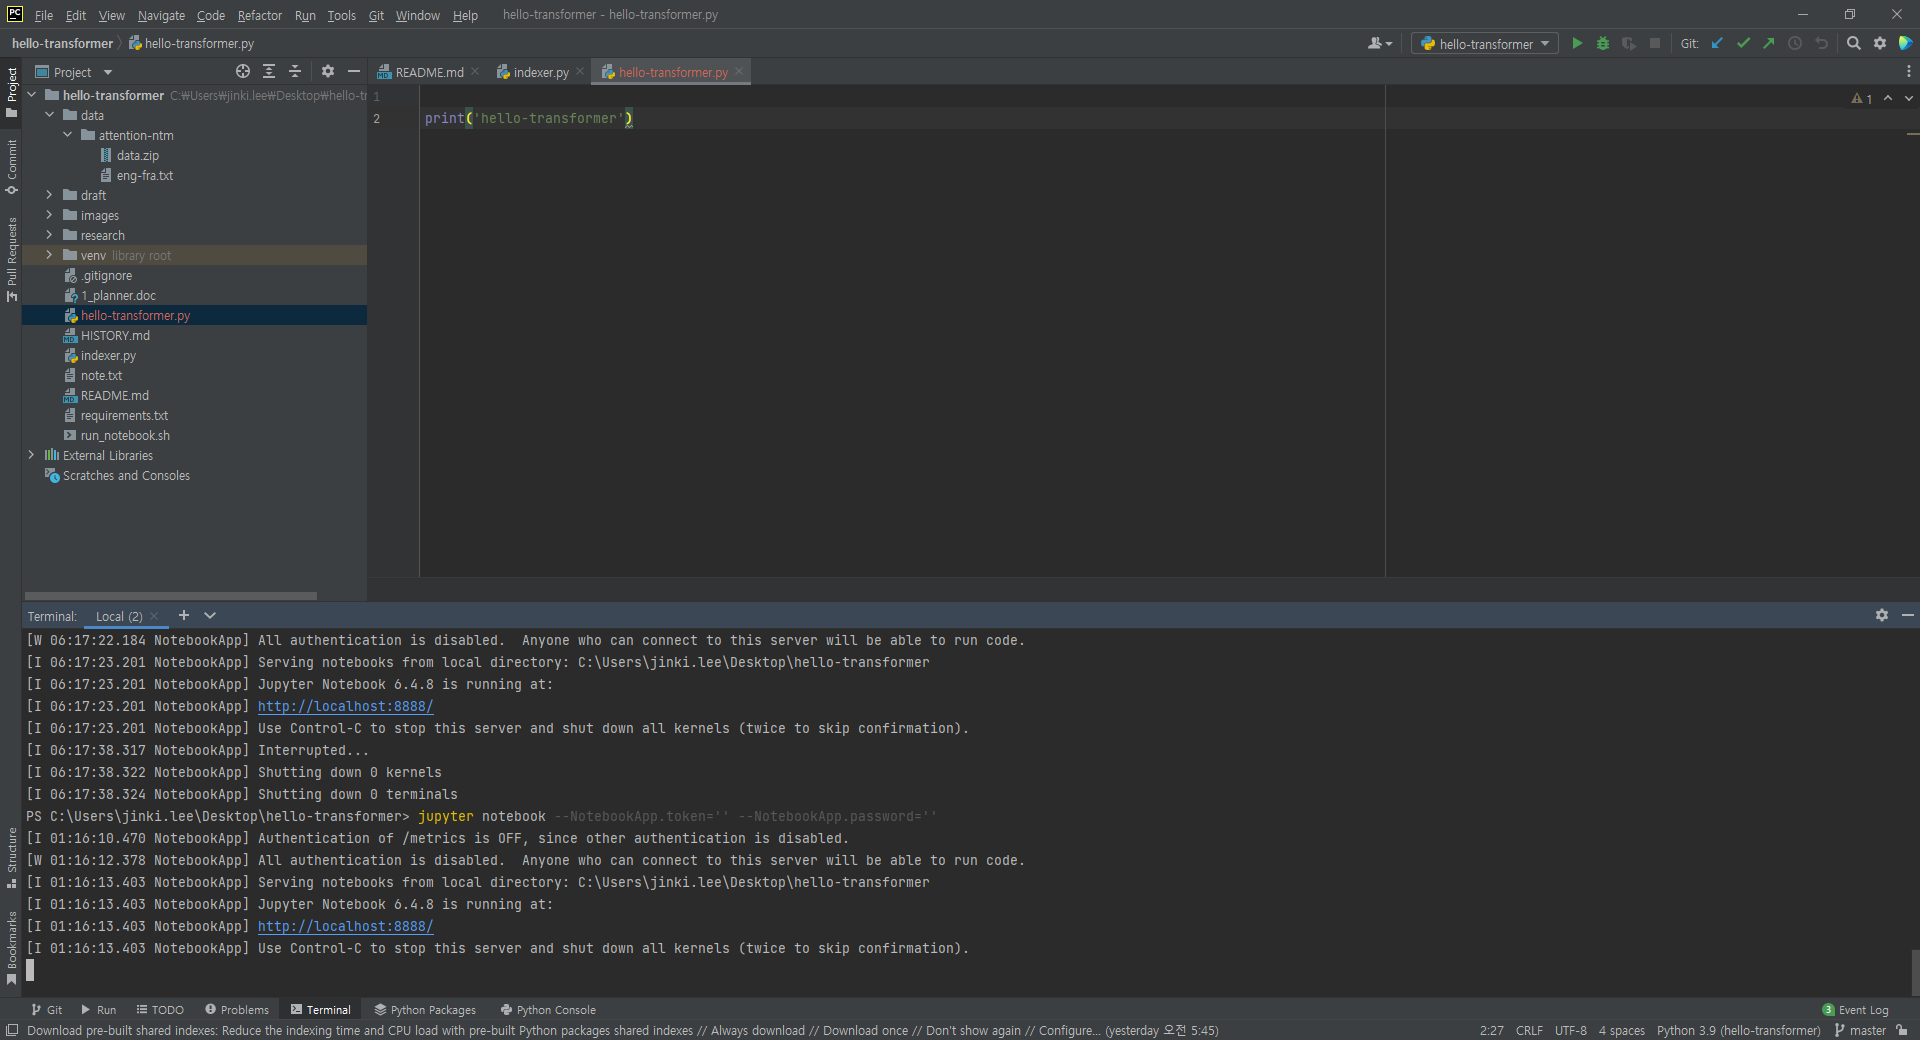 PC File Edit View Navigate Code Refactor Run Tools Git Window Help hello-transformer - hello-transformer.py
hello-transformer hello-transformer.py hello-transformer Git:
Project README.md indexer.py hello-transformer.py
Project
Commit
Pull Requests
Structure
Bookmarks
hello-transformer C:₩Users₩jinki.lee₩Desktop₩hello-tr
data
attention-ntm
data.zip
eng-fra.txt
draft
images
research
venv library root
.gitignore
1_planner.doc
hello-transformer.py
HISTORY.md
indexer.py
note.txt
README.md
requirements.txt
run_notebook.sh
External Libraries
Scratches and Consoles
1
2 print('hello-transformer')
1
Terminal: Local (2)
[W 06:17:22.184 NotebookApp] All authentication is disabled.  Anyone who can connect to this server will be able to run code.
[I 06:17:23.201 NotebookApp] Serving notebooks from local directory: C:\Users\jinki.lee\Desktop\hello-transformer
[I 06:17:23.201 NotebookApp] Jupyter Notebook 6.4.8 is running at:
[I 06:17:23.201 NotebookApp] http://localhost:8888/
[I 06:17:23.201 NotebookApp] Use Control-C to stop this server and shut down all kernels (twice to skip confirmation).
[I 06:17:38.317 NotebookApp] Interrupted...
[I 06:17:38.322 NotebookApp] Shutting down 0 kernels
[I 06:17:38.324 NotebookApp] Shutting down 0 terminals
PS C:\Users\jinki.lee\Desktop\hello-transformer> jupyter notebook --NotebookApp.token='' --NotebookApp.password=''
[I 01:16:10.470 NotebookApp] Authentication of /metrics is OFF, since other authentication is disabled.
[W 01:16:12.378 NotebookApp] All authentication is disabled.  Anyone who can connect to this server will be able to run code.
[I 01:16:13.403 NotebookApp] Serving notebooks from local directory: C:\Users\jinki.lee\Desktop\hello-transformer
[I 01:16:13.403 NotebookApp] Jupyter Notebook 6.4.8 is running at:
[I 01:16:13.403 NotebookApp] http://localhost:8888/
[I 01:16:13.403 NotebookApp] Use Control-C to stop this server and shut down all kernels (twice to skip confirmation).
Git Run TODO Problems Terminal Python Packages Python Console 3 Event Log
Download pre-built shared indexes: Reduce the indexing time and CPU load with pre-built Python packages shared indexes // Always download // Download once // Don't show again // Configure... (yesterday 오전 5:45) 2:27 CRLF UTF-8 4 spaces Python 3.9 (hello-transformer) master